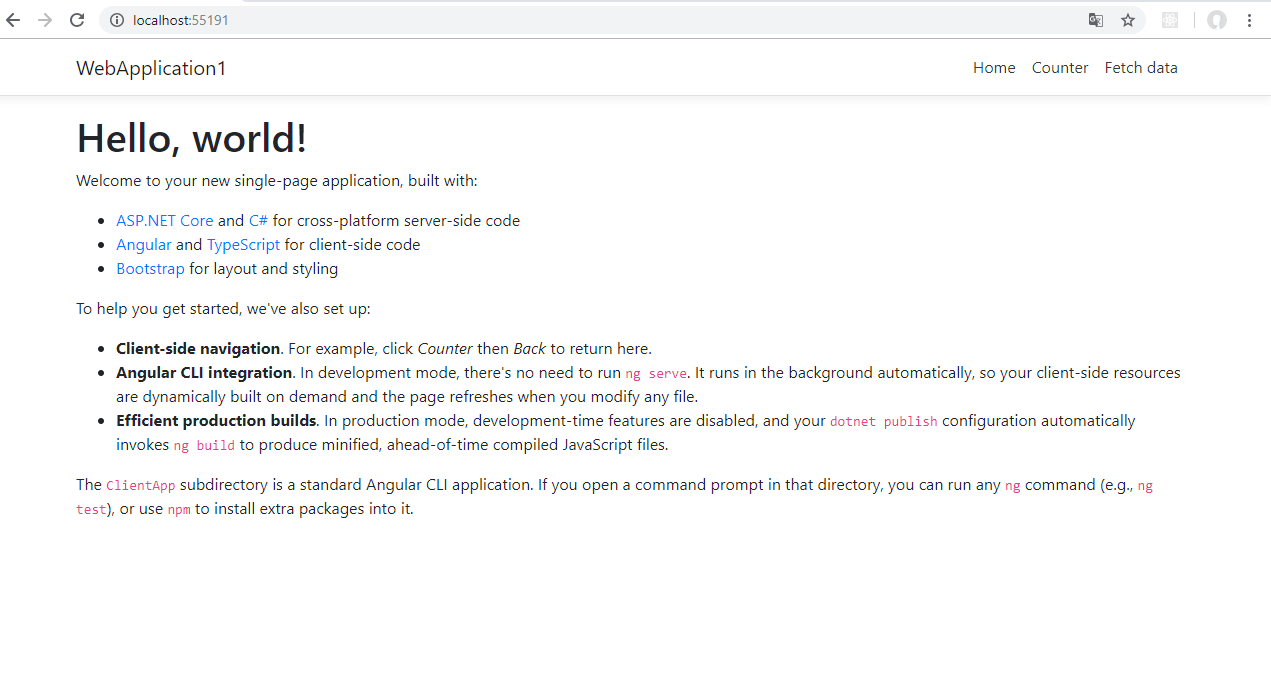 localhost:55191
WebApplication1
Home Counter Fetch data
Hello, world!
Welcome to your new single-page application, built with:
ASP.NET Core and C# for cross-platform server-side code
Angular and TypeScript for client-side code
Bootstrap for layout and styling
To help you get started, we've also set up:
Client-side navigation. For example, click Counter then Back to return here.
Angular CLI integration. In development mode, there's no need to run ng serve. It runs in the background automatically, so your client-side resources
are dynamically built on demand and the page refreshes when you modify any file.
Efficient production builds. In production mode, development-time features are disabled, and your dotnet publish configuration automatically
invokes ng build to produce minified, ahead-of-time compiled JavaScript files.
The ClientApp subdirectory is a standard Angular CLI application. If you open a command prompt in that directory, you can run any ng command (e.g., ng
test), or use npm to install extra packages into it.